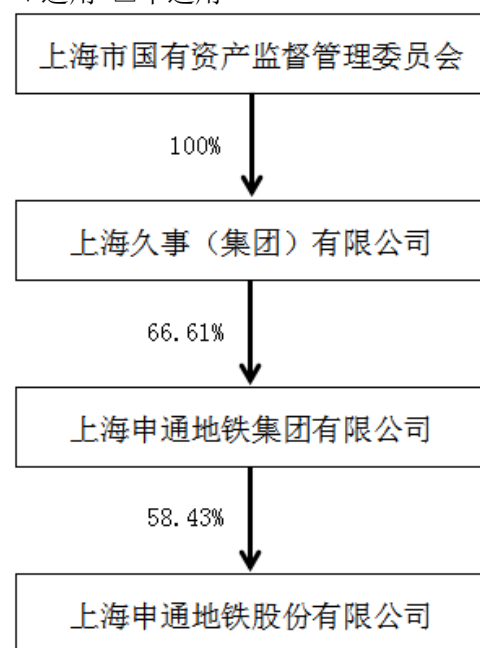 上海市国有资产监督管理委员会
100%
上海久事（集团）有限公司
66.61%
上海申通地铁集团有限公司
58.43%
上海申通地铁股份有限公司